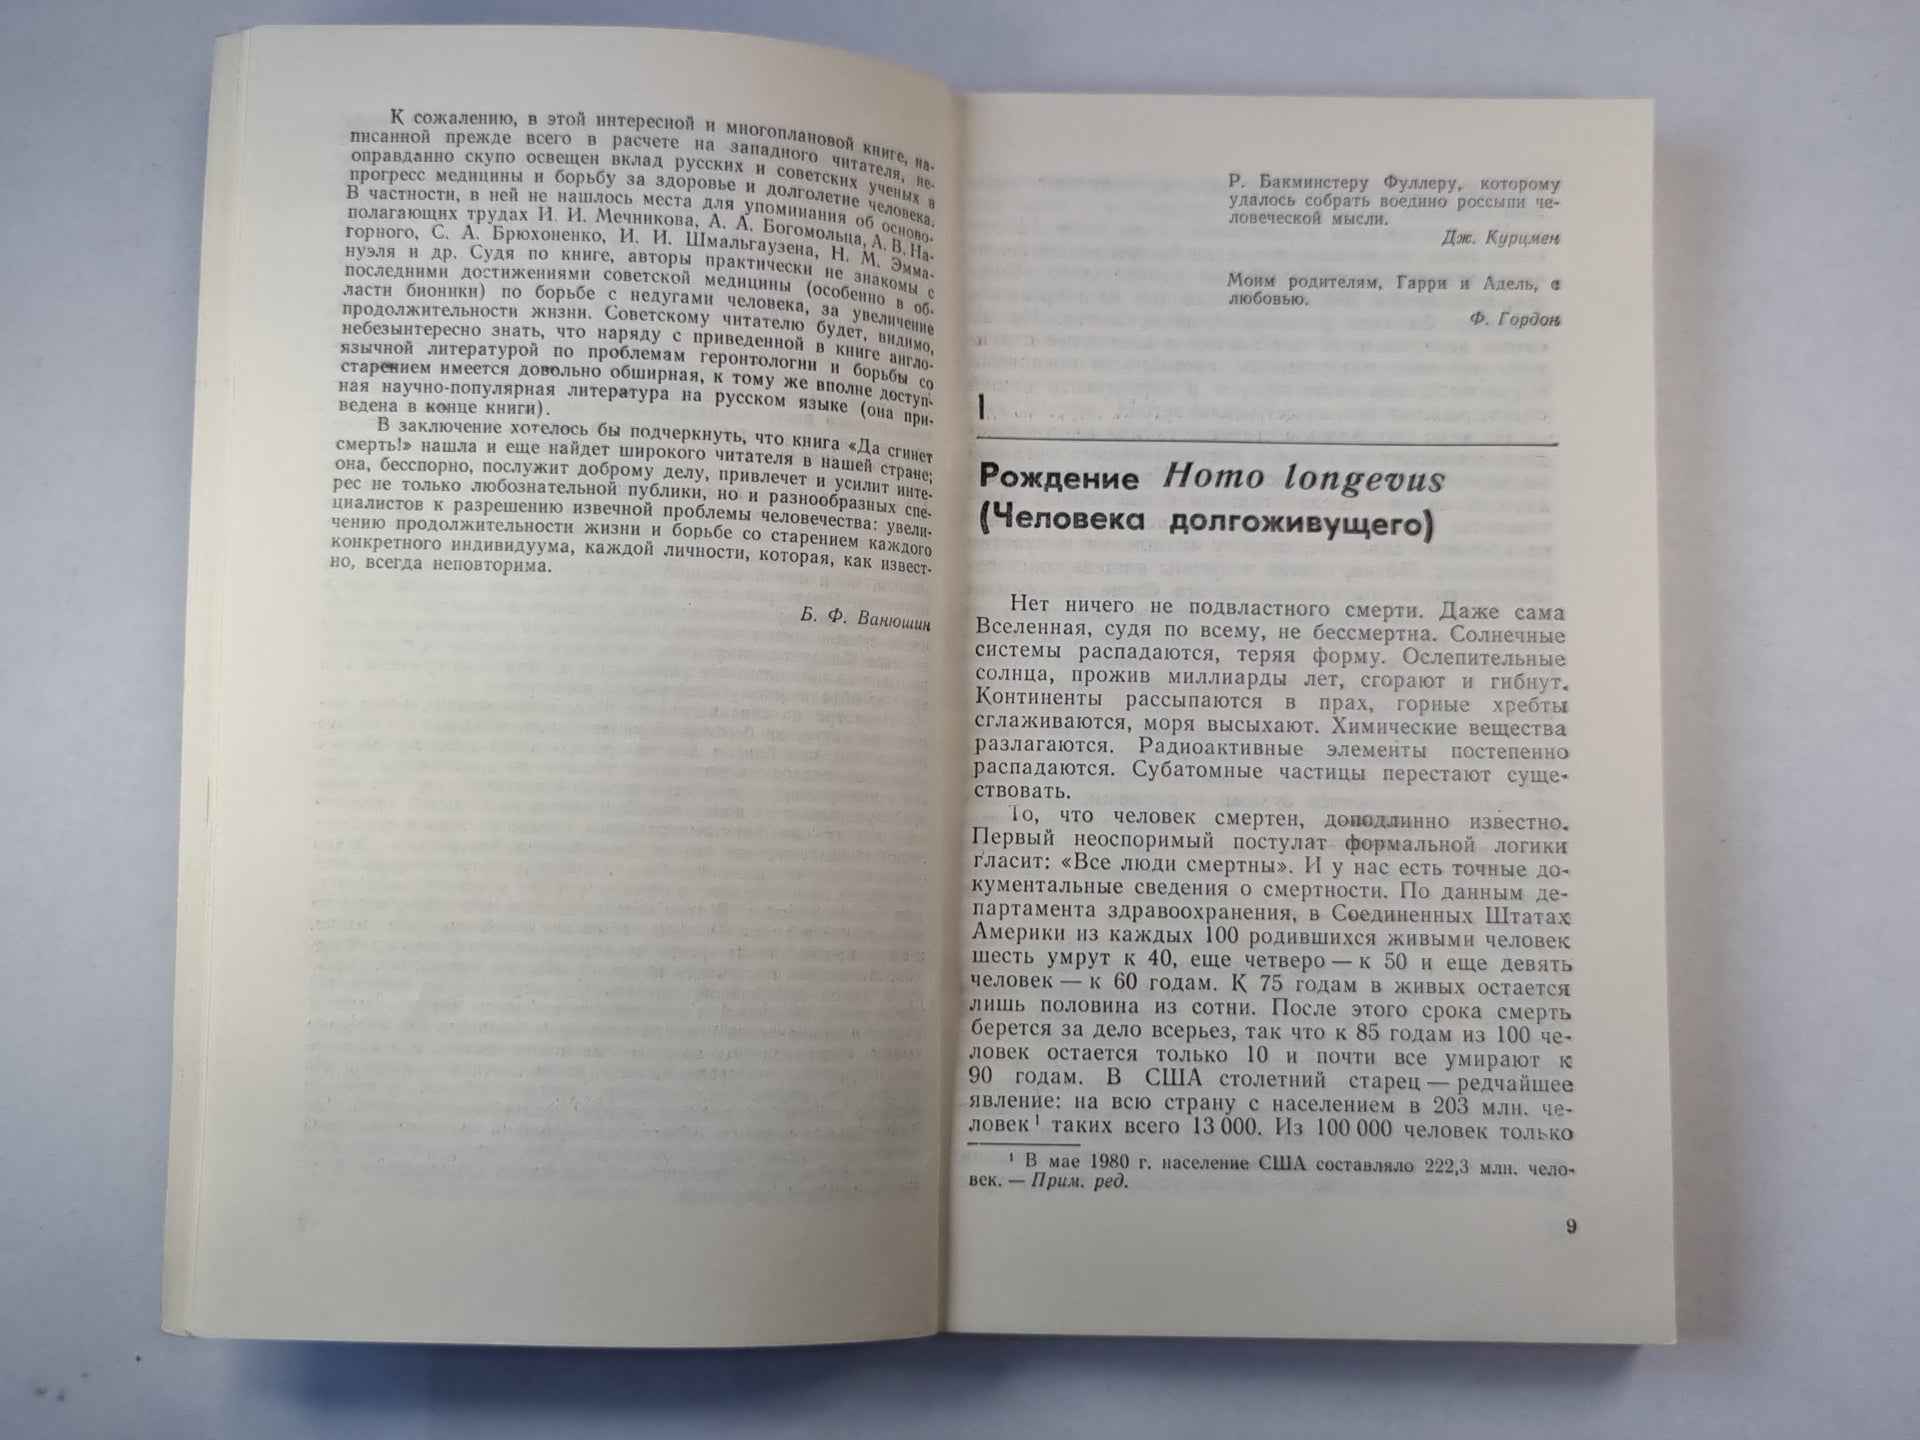 К сожалению, в этой интересной и многоплановой книге, на-
писанной прежде всего в расчете на западного читателя, не-
оправданно скупо освещен вклад русских и советских ученых в
прогресс медицины и борьбу за здоровье и долголетие человека.
В частности, в ней не нашлось места для упоминания об осново-
полагающих трудах И. И. Мечникова, А. А. Богомольца, А. В. На-
горного, С. А. Брюхоненко, И. И. Шмальгаузена, Н. М. Эмма-
нуэля и др. Судя по книге, авторы практически не знакомы с
последними достижениями советской медицины (особенно в об-
ласти бионики) по борьбе с недугами человека, за увеличение
продолжительности жизни. Советскому читателю будет, видимо,
небезынтересно знать, что наряду с приведенной в книге англо-
язычной литературой по проблемам геронтологии и борьбы со
старением имеется довольно обширная, к тому же вполне доступ-
ная научно-популярная литература на русском языке (она при-
ведена в конце книги).
В заключение хотелось бы подчеркнуть, что книга «Да сгинет
смерть!» нашла и еще найдет широкого читателя в нашей стране;
она, бесспорно, послужит доброму делу, привлечет и усилит инте-
рес не только любознательной публики, но и разнообразных спе-
циалистов к разрешению извечной проблемы человечества: увели-
чению продолжительности жизни и борьбе со старением каждого
конкретного индивидуума, каждой личности, которая, как извест-
но, всегда неповторима.
Б. Ф. Ванюшин
Р. Бакминстеру Фуллеру, которому
удалось собрать воедино россыпи че-
ловеческой мысли.
Дж. Курцмен
Моим родителям, Гарри и Адель, с
любовью.
Ф. Гордон
I
Рождение Homo longevus
(Человека долгоживущего)
Нет ничего не подвластного смерти. Даже сама
Вселенная, судя по всему, не бессмертна. Солнечные
системы распадаются, теряя форму. Ослепительные
солнца, прожив миллиарды лет, сгорают и гибнут.
Континенты рассыпаются в прах, горные хребты
сглаживаются, моря высыхают. Химические вещества
разлагаются. Радиоактивные элементы постепенно
распадаются. Субатомные частицы перестают суще-
ствовать.
То, что человек смертен, доподлинно известно.
Первый неоспоримый постулат формальной логики
гласит: «Все люди смертны». И у нас есть точные до-
кументальные сведения о смертности. По данным де-
партамента здравоохранения, в Соединенных Штатах
Америки из каждых 100 родившихся живыми человек
шесть умрут к 40, еще четверо — к 50 и еще девять
человек — к 60 годам. К 75 годам в живых остается
лишь половина из сотни. После этого срока смерть
берется за дело всерьез, так что к 85 годам из 100 че-
ловек остается только 10 и почти все умирают к
90 годам. В США столетний старец — редчайшее
явление: на всю страну с населением в 203 млн. че-
ловек ¹ таких всего 13 000. Из 100 000 человек только
¹ В мае 1980 г. население США составляло 222,3 млн. чело-
век. — Прим. ред.
9